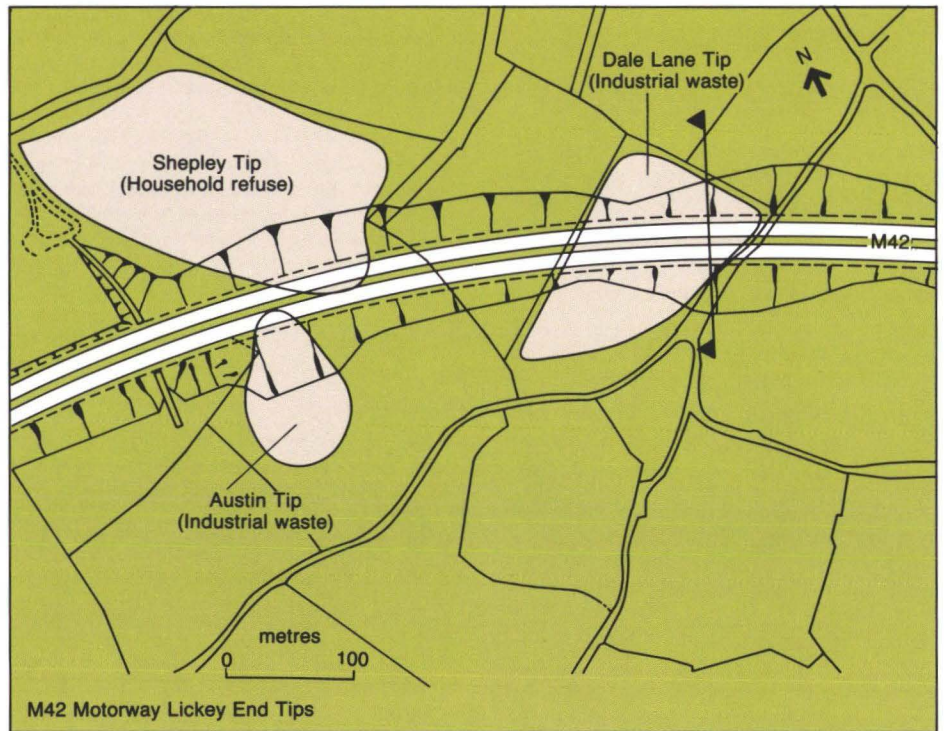 Dale Lane Tip
(Industrial waste)
N
Shepley Tip
(Household refuse)
M42
Austin Tip
(Industrial waste)
metres
0 100
M42 Motorway Lickey End Tips